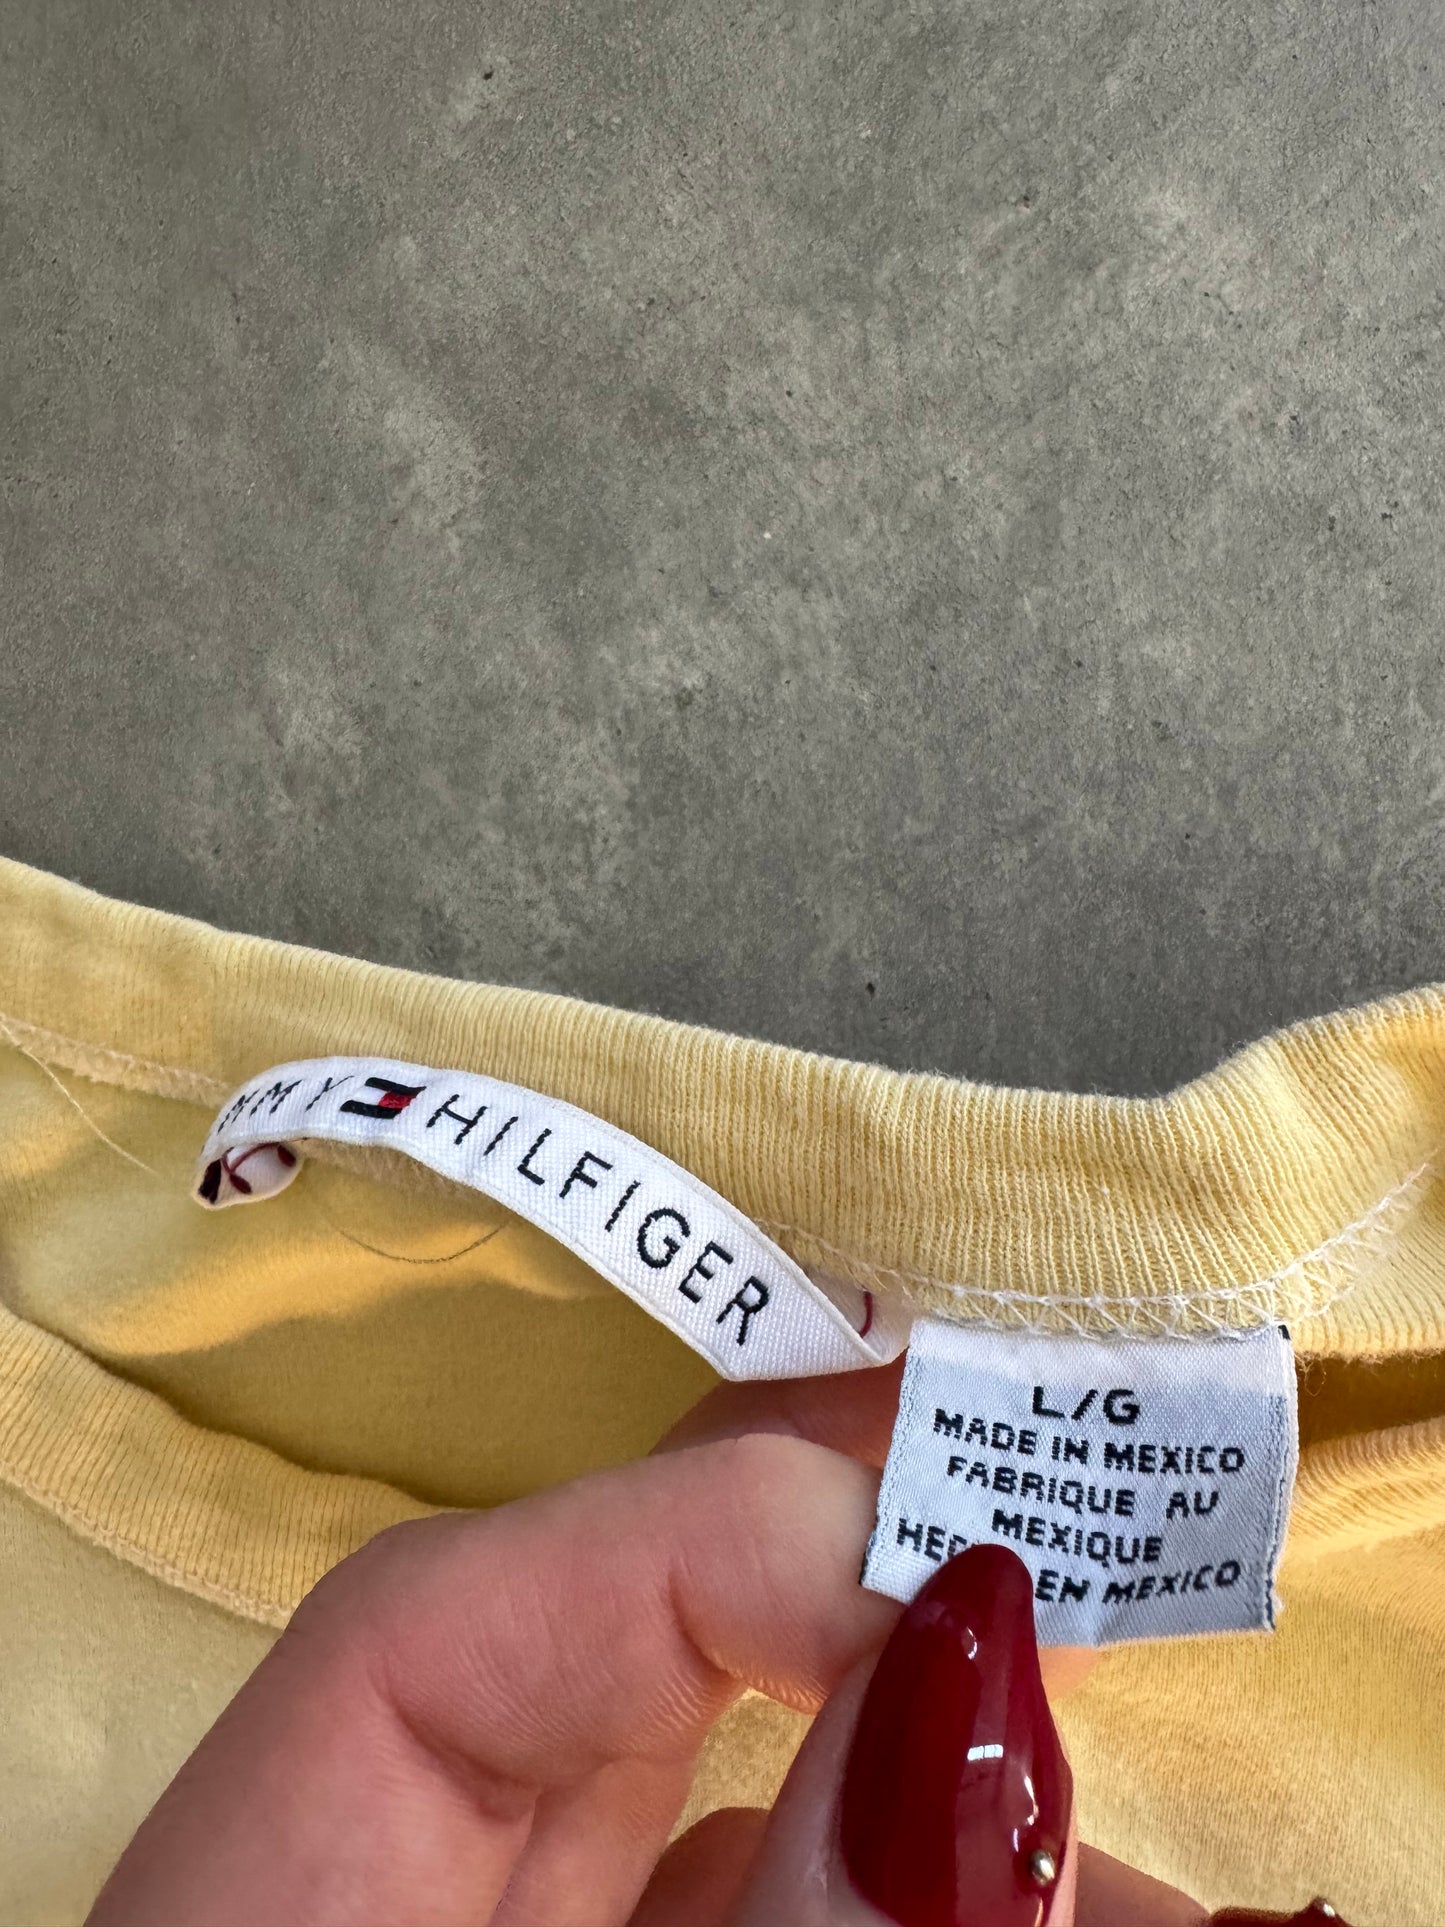 HILFIGER
L/G
MADE IN MEXICO
FABRIQUE AU
MEXIQUE
EN MEXICO